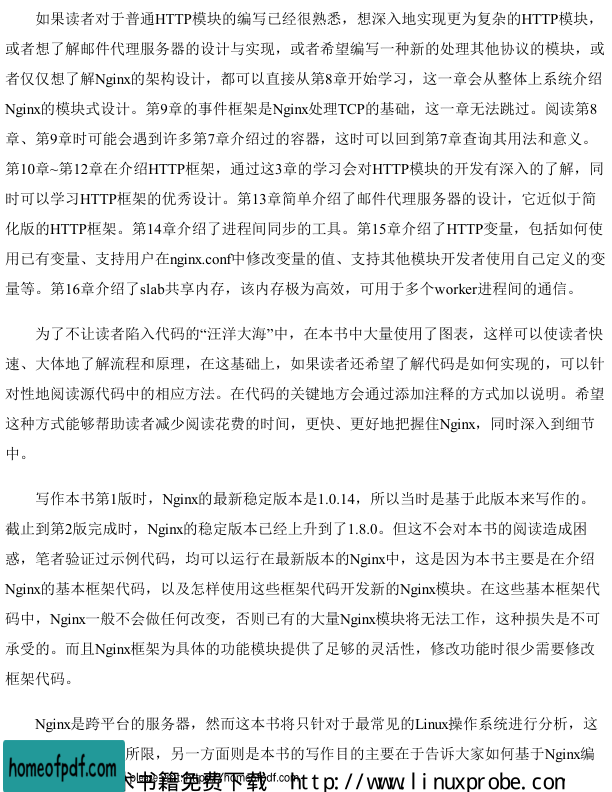 如果读者对于普通HTTP模块的编写已经很熟悉，想深入地实现更为复杂的HTTP模块，
或者想了解邮件代理服务器的设计与实现，或者希望编写一种新的处理其他协议的模块，或
者仅仅想了解Nginx的架构设计，都可以直接从第8章开始学习，这一章会从整体上系统介绍
Nginx的模块式设计。第9章的事件框架是Nginx处理TCP的基础，这一章无法跳过。阅读第8
章、第9章时可能会遇到许多第7章介绍过的容器，这时可以回到第7章查询其用法和意义。
第10章~第12章在介绍HTTP框架，通过这3章的学习会对HTTP模块的开发有深入的了解，同
时可以学习HTTP框架的优秀设计。第13章简单介绍了邮件代理服务器的设计，它近似于简
化版的HTTP框架。第14章介绍了进程间同步的工具。第15章介绍了HTTP变量，包括如何使
用已有变量、支持用户在nginx.conf中修改变量的值、支持其他模块开发者使用自己定义的变
量等。第16章介绍了slab共享内存，该内存极为高效，可用于多个worker进程间的通信。
为了不让读者陷入代码的“汪洋大海”中，在本书中大量使用了图表，这样可以使读者快
速、大体地了解流程和原理，在这基础上，如果读者还希望了解代码是如何实现的，可以针
对性地阅读源代码中的相应方法。在代码的关键地方会通过添加注释的方式加以说明。希望
这种方式能够帮助读者减少阅读花费的时间，更快、更好地把握住Nginx，同时深入到细节
中。
写作本书第1版时，Nginx的最新稳定版本是1.0.14，所以当时是基于此版本来写作的。
截止到第2版完成时，Nginx的稳定版本已经上升到了1.8.0。但这不会对本书的阅读造成困
惑，笔者验证过示例代码，均可以运行在最新版本的Nginx中，这是因为本书主要是在介绍
Nginx的基本框架代码，以及怎样使用这些框架代码开发新的Nginx模块。在这些基本框架代
码中，Nginx一般不会做任何改变，否则已有的大量Nginx模块将无法工作，这种损失是不可
承受的。而且Nginx框架为具体的功能模块提供了足够的灵活性，修改功能时很少需要修改
框架代码。
Nginx是跨平台的服务器，然而这本书将只针对于最常见的Linux操作系统进行分析，这
所限，另一方面则是本书的写作目的主要在于告诉大家如何基于Nginx编
homeofpdf.com
术书籍免费下载 http://www.linuxprobe.com